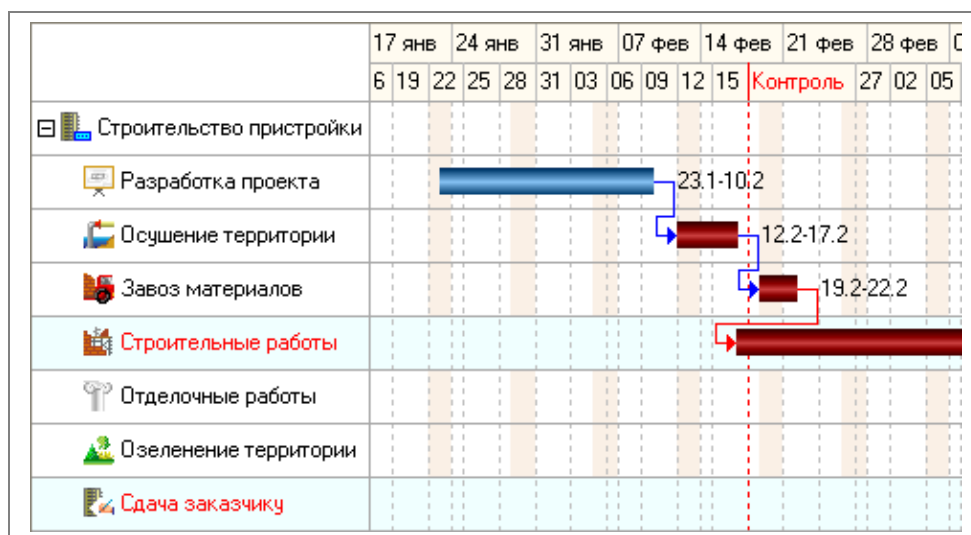 17 янв 24 янв 31 янв 07 фев 14 фев 21 фев 28 фев
6 19 22 25 28 31 03 06 09 12 15 Контроль 27 02 05
Строительство пристройки
Разработка проекта 23.1-10.2
Осушение территории 12.2-17.2
Завоз материалов 19.2-22.2
Строительные работы
Отделочные работы
Озеленение территории
Сдача заказчику